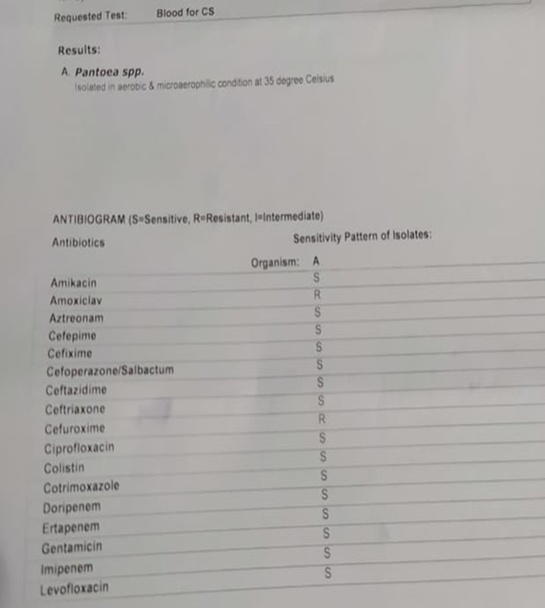 Requested Test: Blood for CS
Results:
A. Pantoea spp.
Isolated in aerobic & microaerophilic condition at 35 degree Celsius
ANTIBIOGRAM (S=Sensitive, R=Resistant, I=Intermediate)
Antibiotics Sensitivity Pattern of Isolates:
Organism: A
Amikacin S
Amoxiclav R
Aztreonam S
Cefepime S
Cefixime S
Cefoperazone/Salbactum S
Ceftazidime S
Ceftriaxone S
Cefuroxime R
Ciprofloxacin S
Colistin S
Cotrimoxazole S
Doripenem S
Ertapenem S
Gentamicin S
Imipenem S
Levofloxacin S